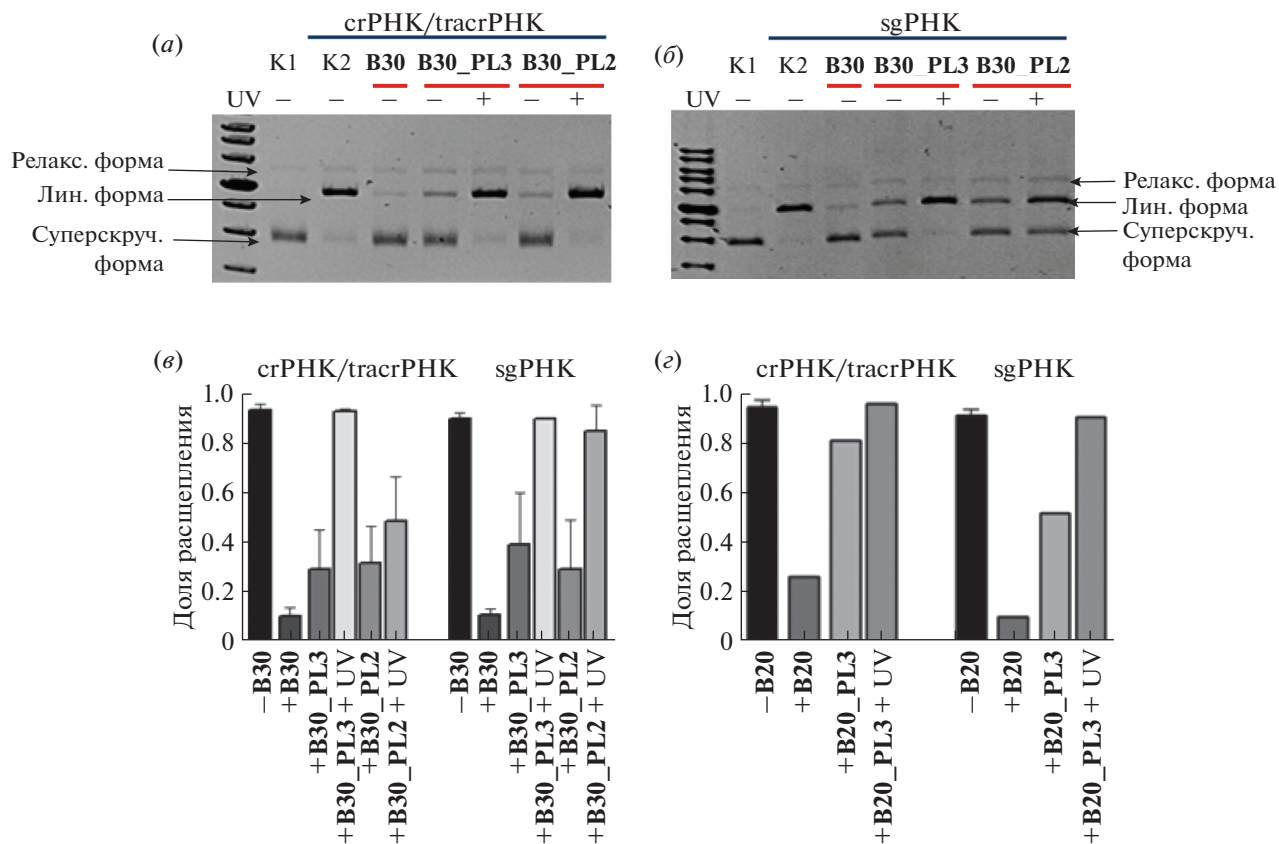 (а)
crРНК/tracrРНК
K1 K2 B30 B30_PL3 B30_PL2
UV − − − − + − +
Релакс. форма
Лин. форма
Суперскруч.
форма
(б)
sgРНК
K1 K2 B30 B30_PL3 B30_PL2
UV − − − − + − +
Релакс. форма
Лин. форма
Суперскруч.
форма
(в)
crРНК/tracrРНК sgРНК
Доля расщепления
1.0
0.8
0.6
0.4
0.2
0
−B30
+B30
+B30_PL3
+B30_PL3 + UV
+B30_PL2
+B30_PL2 + UV
−B30
+B30
+B30_PL3
+B30_PL3 + UV
+B30_PL2
+B30_PL2 + UV
(г)
crРНК/tracrРНК sgРНК
Доля расщепления
1.0
0.8
0.6
0.4
0.2
0
−B20
+B20
+B20_PL3
+B20_PL3 + UV
−B20
+B20
+B20_PL3
+B20_PL3 + UV